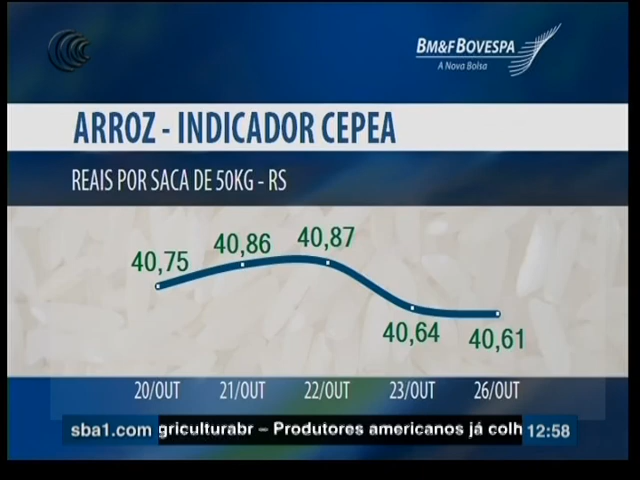 BM&FBOVESPA
A Nova Bolsa
ARROZ - INDICADOR CEPEA
REAIS POR SACA DE 50KG - RS
40,75 40,86 40,87 40,64 40,61
20/OUT 21/OUT 22/OUT 23/OUT 26/OUT
sba1.com griculturabr – Produtores americanos já colh 12:58